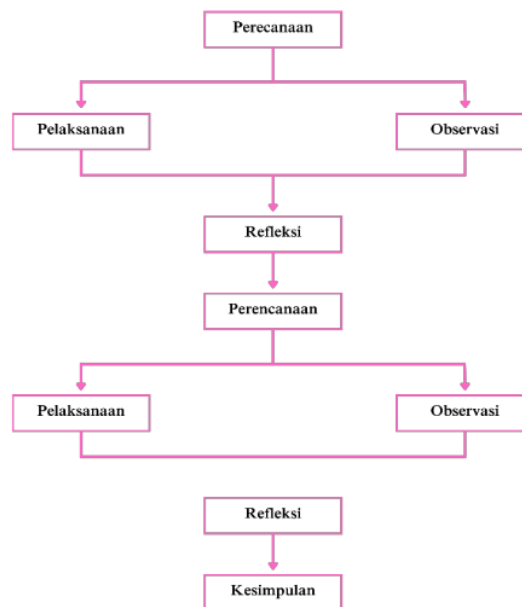 Perecanaan
Pelaksanaan
Observasi
Refleksi
Perencanaan
Pelaksanaan
Observasi
Refleksi
Kesimpulan